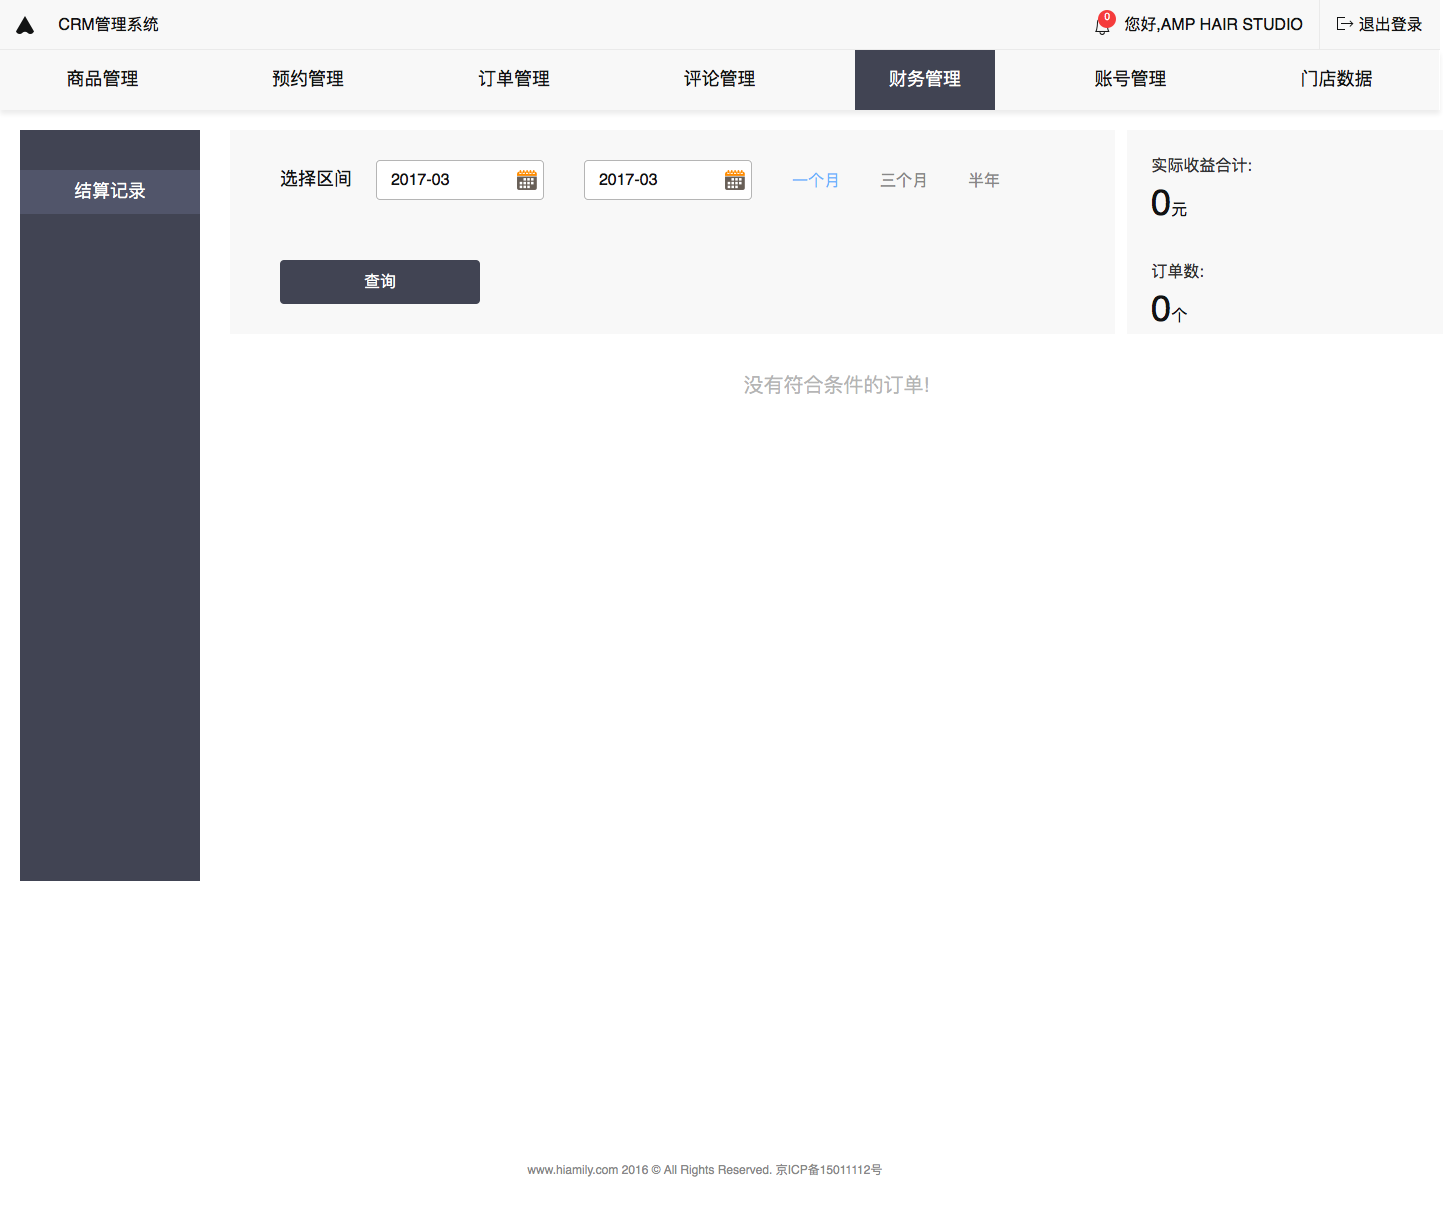 CRM管理系统
0
您好,AMP HAIR STUDIO
退出登录
商品管理 预约管理 订单管理 评论管理 财务管理 账号管理 门店数据
结算记录
选择区间 2017-03 2017-03 一个月 三个月 半年
查询
实际收益合计:
0元
订单数:
0个
没有符合条件的订单!
www.hiamily.com 2016 © All Rights Reserved. 京ICP备15011112号